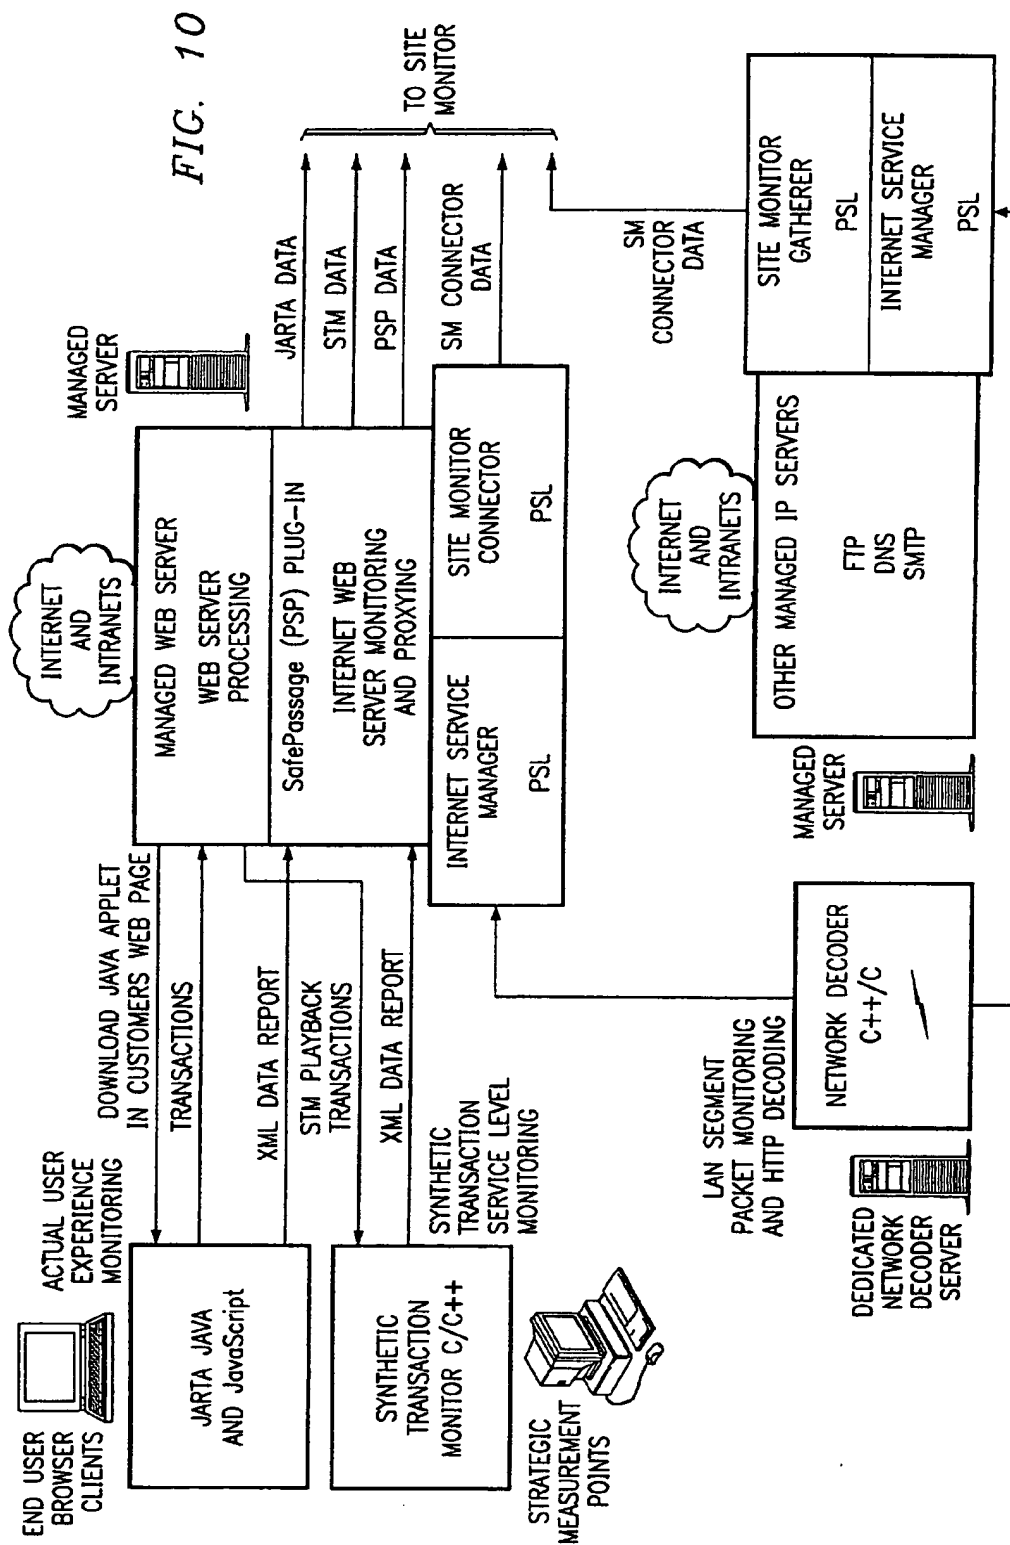 FIG. 10
END USER
BROWSER
CLIENTS
ACTUAL USER
EXPERIENCE
MONITORING
JARTA JAVA
AND JavaScript
DOWNLOAD JAVA APPLET
IN CUSTOMERS WEB PAGE
TRANSACTIONS
XML DATA REPORT
STM PLAYBACK
TRANSACTIONS
XML DATA REPORT
SYNTHETIC
TRANSACTION
MONITOR C/C++
SYNTHETIC
TRANSACTION
SERVICE LEVEL
MONITORING
STRATEGIC
MEASUREMENT
POINTS
INTERNET
AND
INTRANETS
MANAGED
SERVER
MANAGED WEB SERVER
WEB SERVER
PROCESSING
SafePassage (PSP) PLUG-IN
INTERNET WEB
SERVER MONITORING
AND PROXYING
INTERNET SERVICE
MANAGER
PSL
SITE MONITOR
CONNECTOR
PSL
JARTA DATA
STM DATA
PSP DATA
SM CONNECTOR
DATA
TO SITE
MONITOR
SM
CONNECTOR
DATA
LAN SEGMENT
PACKET MONITORING
AND HTTP DECODING
DEDICATED
NETWORK
DECODER
SERVER
NETWORK DECODER
C++/C
MANAGED
SERVER
INTERNET
AND
INTRANETS
OTHER MANAGED IP SERVERS
FTP
DNS
SMTP
SITE MONITOR
GATHERER
PSL
INTERNET SERVICE
MANAGER
PSL